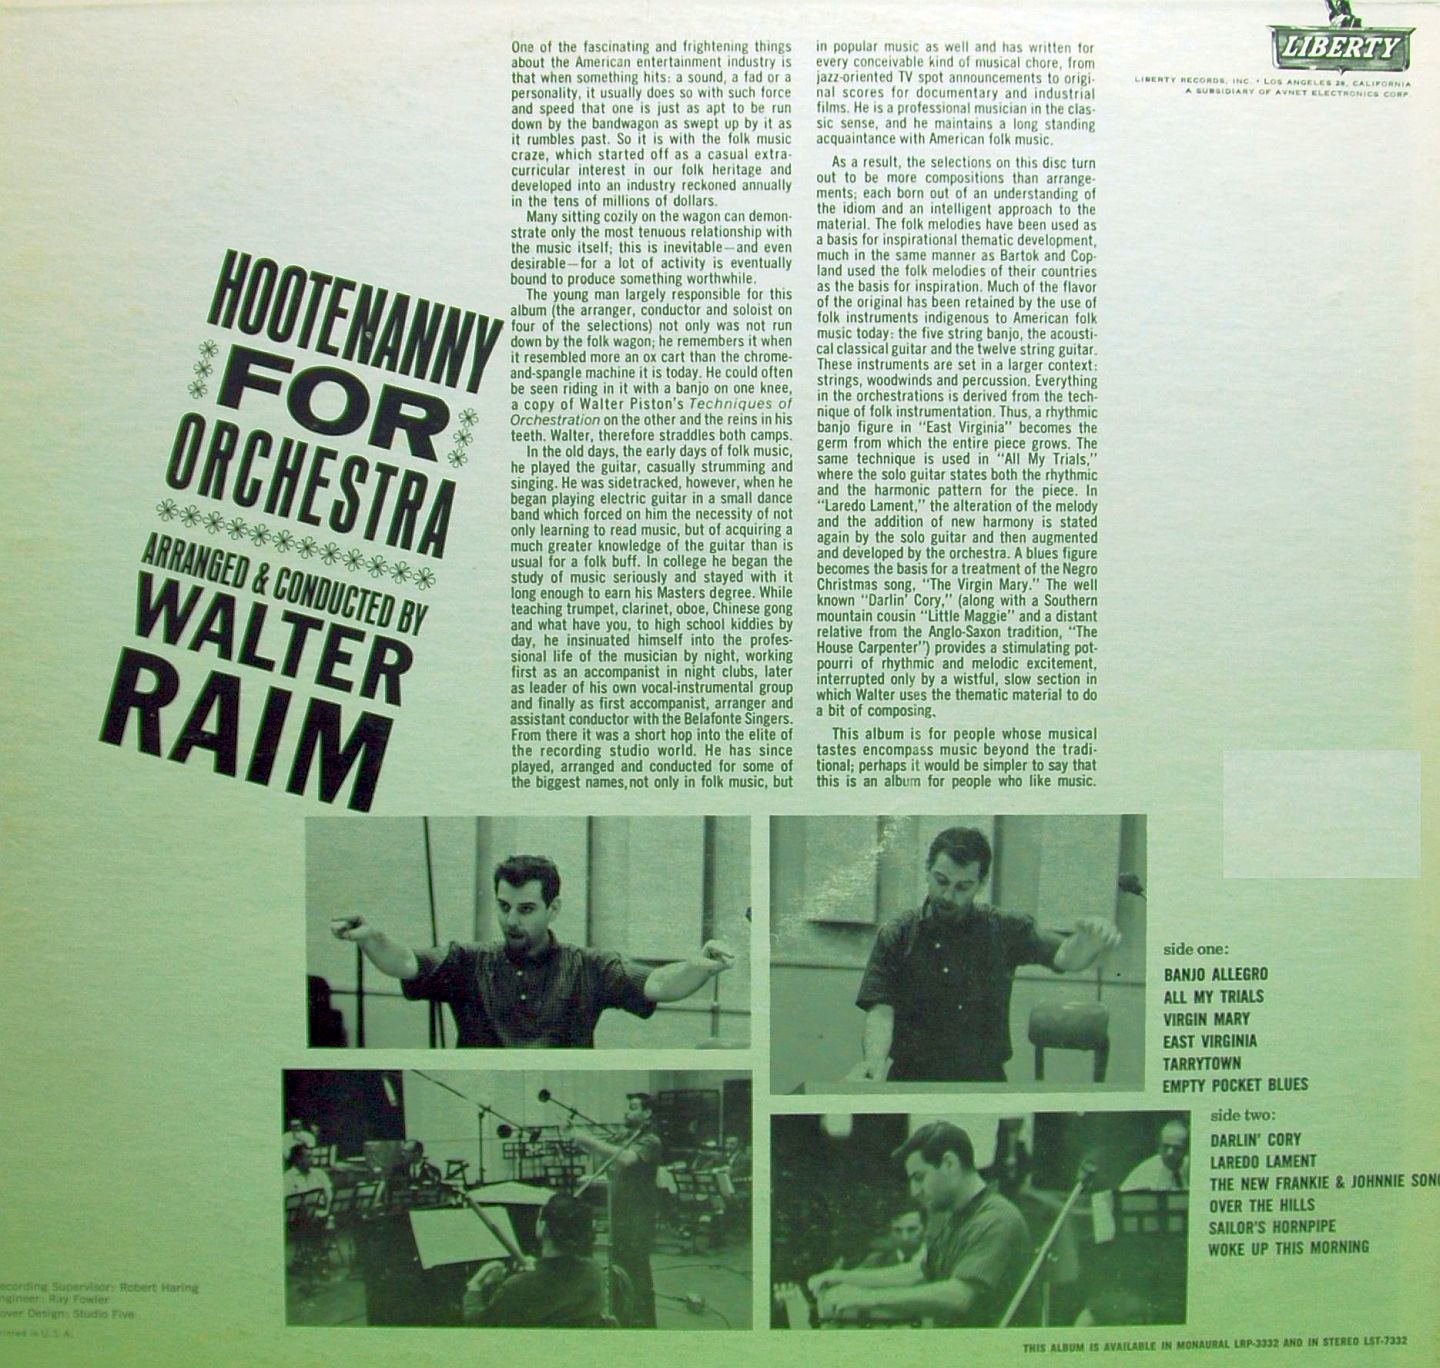 LIBERTY
LIBERTY RECORDS, INC. • LOS ANGELES 28, CALIFORNIA
A SUBSIDIARY OF AVNET ELECTRONICS CORP.
HOOTENANNY
FOR
ORCHESTRA
ARRANGED & CONDUCTED BY
WALTER
RAIM
One of the fascinating and frightening things
about the American entertainment industry is
that when something hits: a sound, a fad or a
personality, it usually does so with such force
and speed that one is just as apt to be run
down by the bandwagon as swept up by it as
it rumbles past. So it is with the folk music
craze, which started off as a casual extra-
curricular interest in our folk heritage and
developed into an industry reckoned annually
in the tens of millions of dollars.
Many sitting cozily on the wagon can demon-
strate only the most tenuous relationship with
the music itself; this is inevitable—and even
desirable—for a lot of activity is eventually
bound to produce something worthwhile.
The young man largely responsible for this
album (the arranger, conductor and soloist on
four of the selections) not only was not run
down by the folk wagon; he remembers it when
it resembled more an ox cart than the chrome-
and-spangle machine it is today. He could often
be seen riding in it with a banjo on one knee,
a copy of Walter Piston's Techniques of
Orchestration on the other and the reins in his
teeth. Walter, therefore straddles both camps.
In the old days, the early days of folk music,
he played the guitar, casually strumming and
singing. He was sidetracked, however, when he
began playing electric guitar in a small dance
band which forced on him the necessity of not
only learning to read music, but of acquiring a
much greater knowledge of the guitar than is
usual for a folk buff. In college he began the
study of music seriously and stayed with it
long enough to earn his Masters degree. While
teaching trumpet, clarinet, oboe, Chinese gong
and what have you, to high school kiddies by
day, he insinuated himself into the profes-
sional life of the musician by night, working
first as an accompanist in night clubs, later
as leader of his own vocal-instrumental group
and finally as first accompanist, arranger and
assistant conductor with the Belafonte Singers.
From there it was a short hop into the elite of
the recording studio world. He has since
played, arranged and conducted for some of
the biggest names, not only in folk music, but
in popular music as well and has written for
every conceivable kind of musical chore, from
jazz-oriented TV spot announcements to origi-
nal scores for documentary and industrial
films. He is a professional musician in the clas-
sic sense, and he maintains a long standing
acquaintance with American folk music.
As a result, the selections on this disc turn
out to be more compositions than arrange-
ments; each born out of an understanding of
the idiom and an intelligent approach to the
material. The folk melodies have been used as
a basis for inspirational thematic development,
much in the same manner as Bartok and Cop-
land used the folk melodies of their countries
as the basis for inspiration. Much of the flavor
of the original has been retained by the use of
folk instruments indigenous to American folk
music today: the five string banjo, the acousti-
cal classical guitar and the twelve string guitar.
These instruments are set in a larger context:
strings, woodwinds and percussion. Everything
in the orchestrations is derived from the tech-
nique of folk instrumentation. Thus, a rhythmic
banjo figure in "East Virginia" becomes the
germ from which the entire piece grows. The
same technique is used in "All My Trials,"
where the solo guitar states both the rhythmic
and the harmonic pattern for the piece. In
"Laredo Lament," the alteration of the melody
and the addition of new harmony is stated
again by the solo guitar and then augmented
and developed by the orchestra. A blues figure
becomes the basis for a treatment of the Negro
Christmas song, "The Virgin Mary." The well
known "Darlin' Cory," (along with a Southern
mountain cousin "Little Maggie" and a distant
relative from the Anglo-Saxon tradition, "The
House Carpenter") provides a stimulating pot-
pourri of rhythmic and melodic excitement,
interrupted only by a wistful, slow section in
which Walter uses the thematic material to do
a bit of composing.
This album is for people whose musical
tastes encompass music beyond the tradi-
tional; perhaps it would be simpler to say that
this is an album for people who like music.
side one:
BANJO ALLEGRO
ALL MY TRIALS
VIRGIN MARY
EAST VIRGINIA
TARRYTOWN
EMPTY POCKET BLUES
side two:
DARLIN' CORY
LAREDO LAMENT
THE NEW FRANKIE & JOHNNIE SON
OVER THE HILLS
SAILOR'S HORNPIPE
WOKE UP THIS MORNING
ecording Supervisor: Robert Haring
ngineer: Ray Fowler
over Design: Studio Five
rinted in U.S.A.
THIS ALBUM IS AVAILABLE IN MONAURAL LRP-3332 AND IN STEREO LST-7332